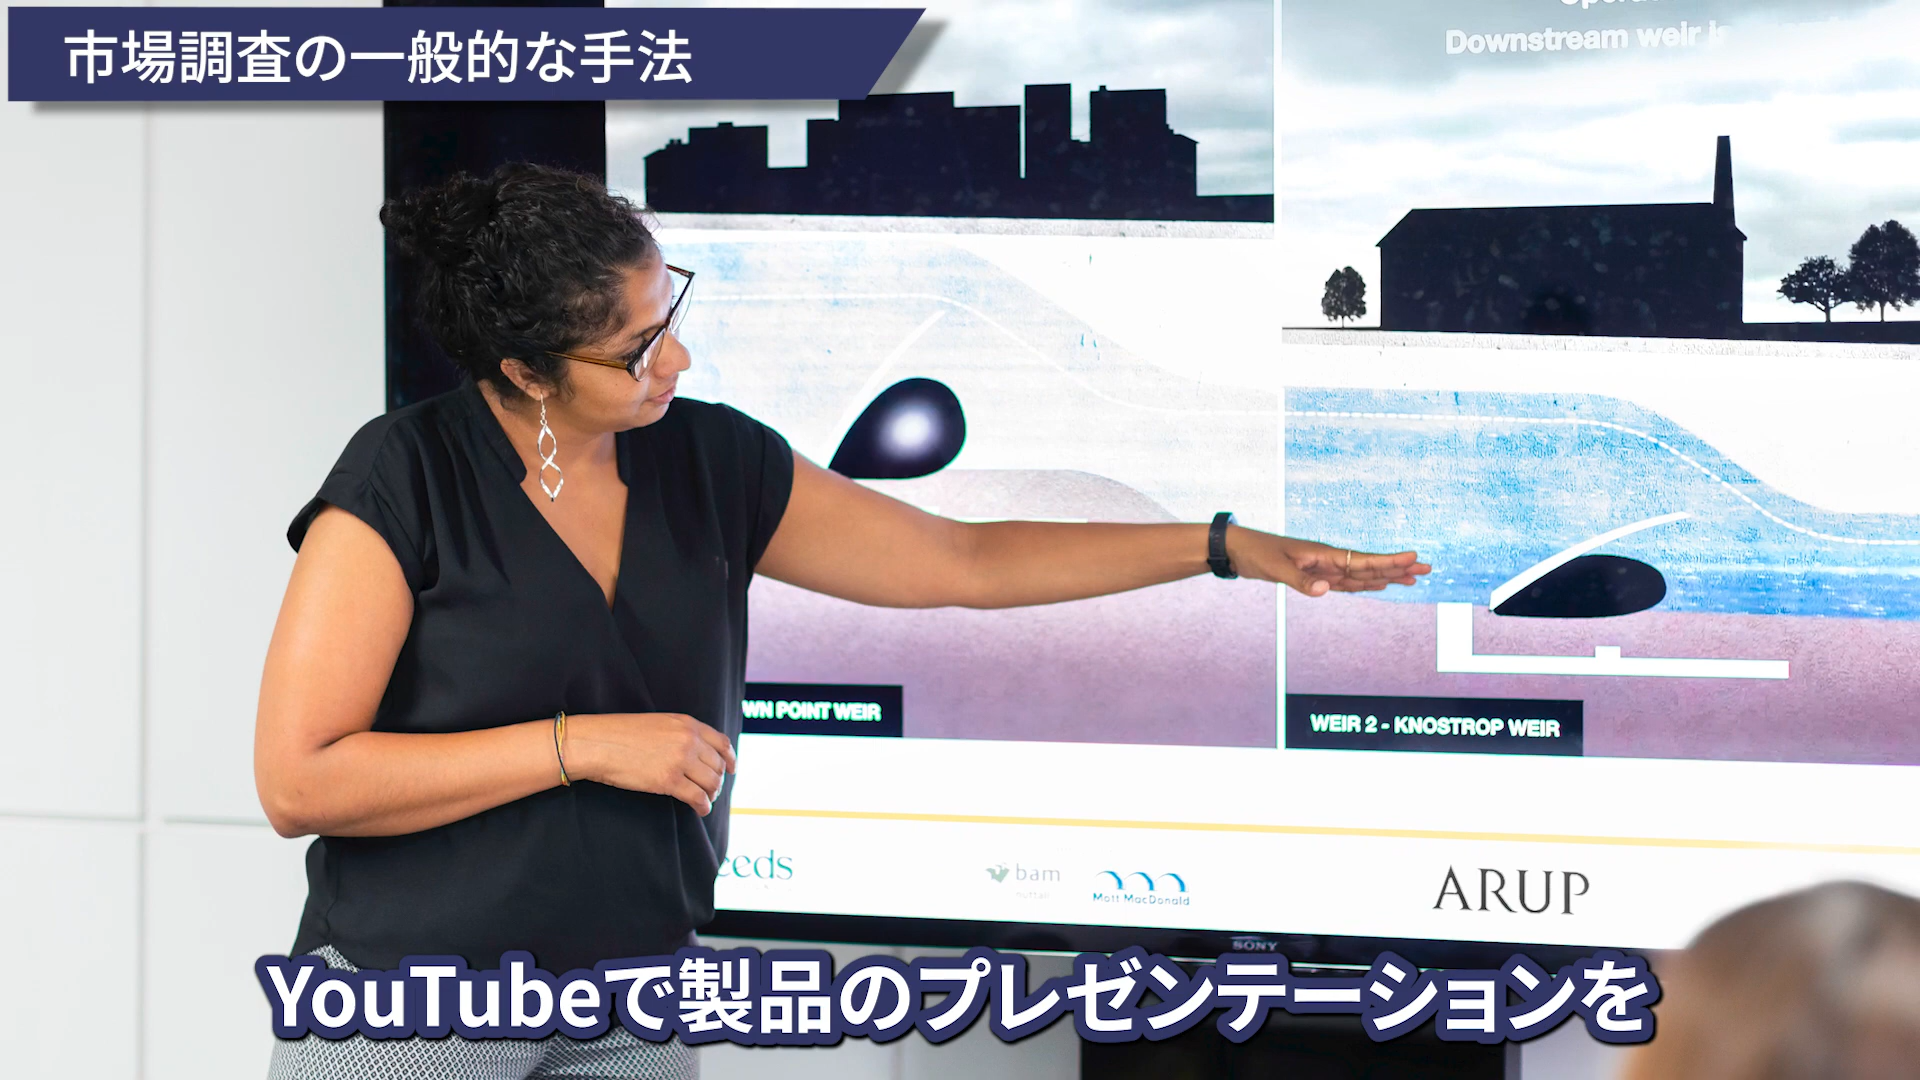 市場調査の一般的な手法
Downstream weir
WN POINT WEIR
WEIR 2 - KNOSTROP WEIR
eeds
bam
nuttall
Mott MacDonald
ARUP
SONY
YouTubeで製品のプレゼンテーションを